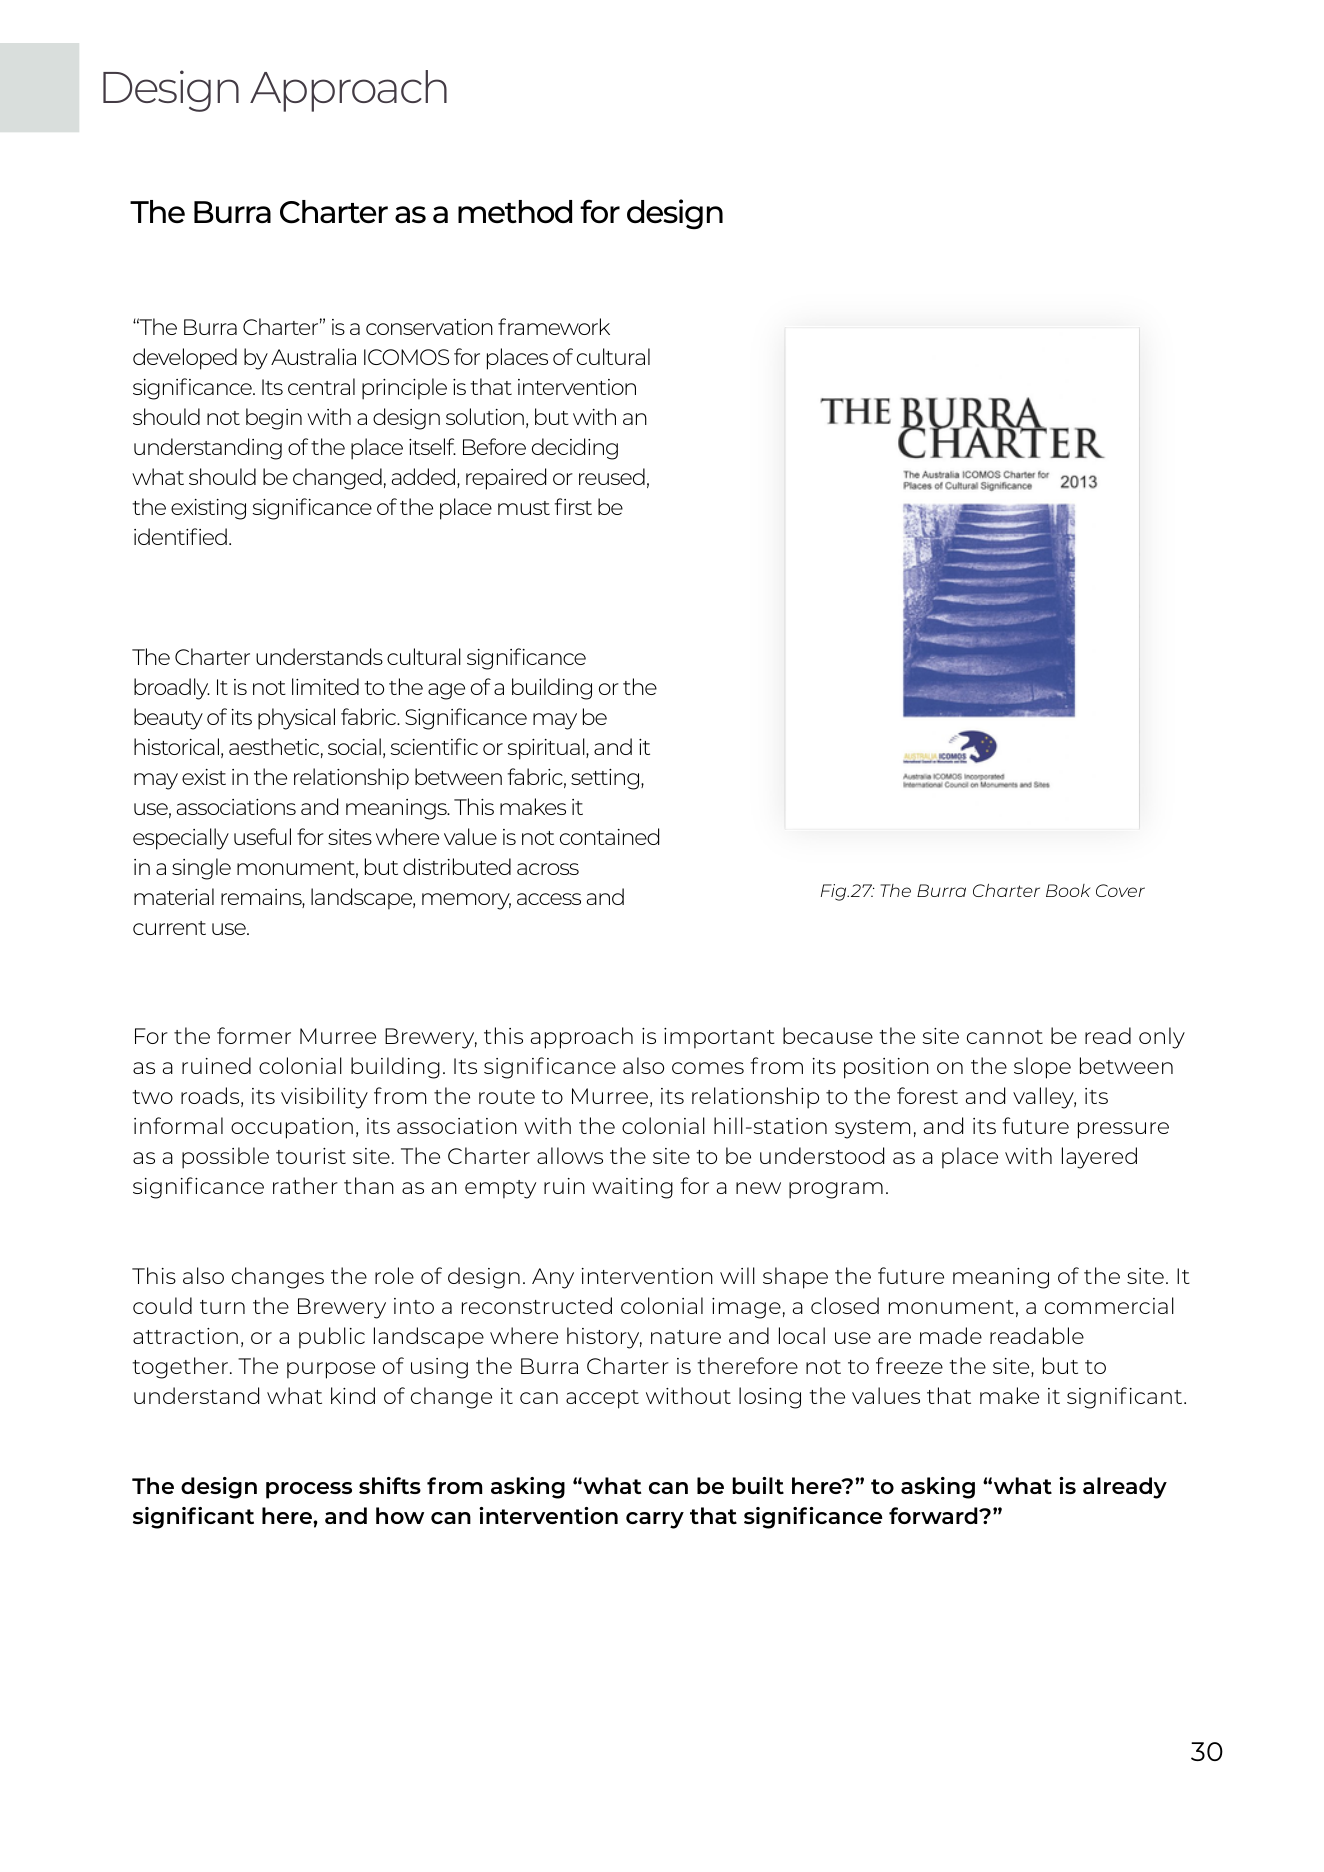 Design Approach
The Burra Charter as a method for design
“The Burra Charter” is a conservation framework
developed by Australia ICOMOS for places of cultural
significance. Its central principle is that intervention
should not begin with a design solution, but with an
understanding of the place itself. Before deciding
what should be changed, added, repaired or reused,
the existing significance of the place must first be
identified.
The Charter understands cultural significance
broadly. It is not limited to the age of a building or the
beauty of its physical fabric. Significance may be
historical, aesthetic, social, scientific or spiritual, and it
may exist in the relationship between fabric, setting,
use, associations and meanings. This makes it
especially useful for sites where value is not contained
in a single monument, but distributed across
material remains, landscape, memory, access and
current use.
THE BURRA
CHARTER
The Australia ICOMOS Charter for
Places of Cultural Significance 2013
AUSTRALIA ICOMOS
International Council on Monuments and Sites
Australia ICOMOS Incorporated
International Council on Monuments and Sites
Fig.27: The Burra Charter Book Cover
For the former Murree Brewery, this approach is important because the site cannot be read only
as a ruined colonial building. Its significance also comes from its position on the slope between
two roads, its visibility from the route to Murree, its relationship to the forest and valley, its
informal occupation, its association with the colonial hill-station system, and its future pressure
as a possible tourist site. The Charter allows the site to be understood as a place with layered
significance rather than as an empty ruin waiting for a new program.
This also changes the role of design. Any intervention will shape the future meaning of the site. It
could turn the Brewery into a reconstructed colonial image, a closed monument, a commercial
attraction, or a public landscape where history, nature and local use are made readable
together. The purpose of using the Burra Charter is therefore not to freeze the site, but to
understand what kind of change it can accept without losing the values that make it significant.
The design process shifts from asking “what can be built here?” to asking “what is already
significant here, and how can intervention carry that significance forward?”
30